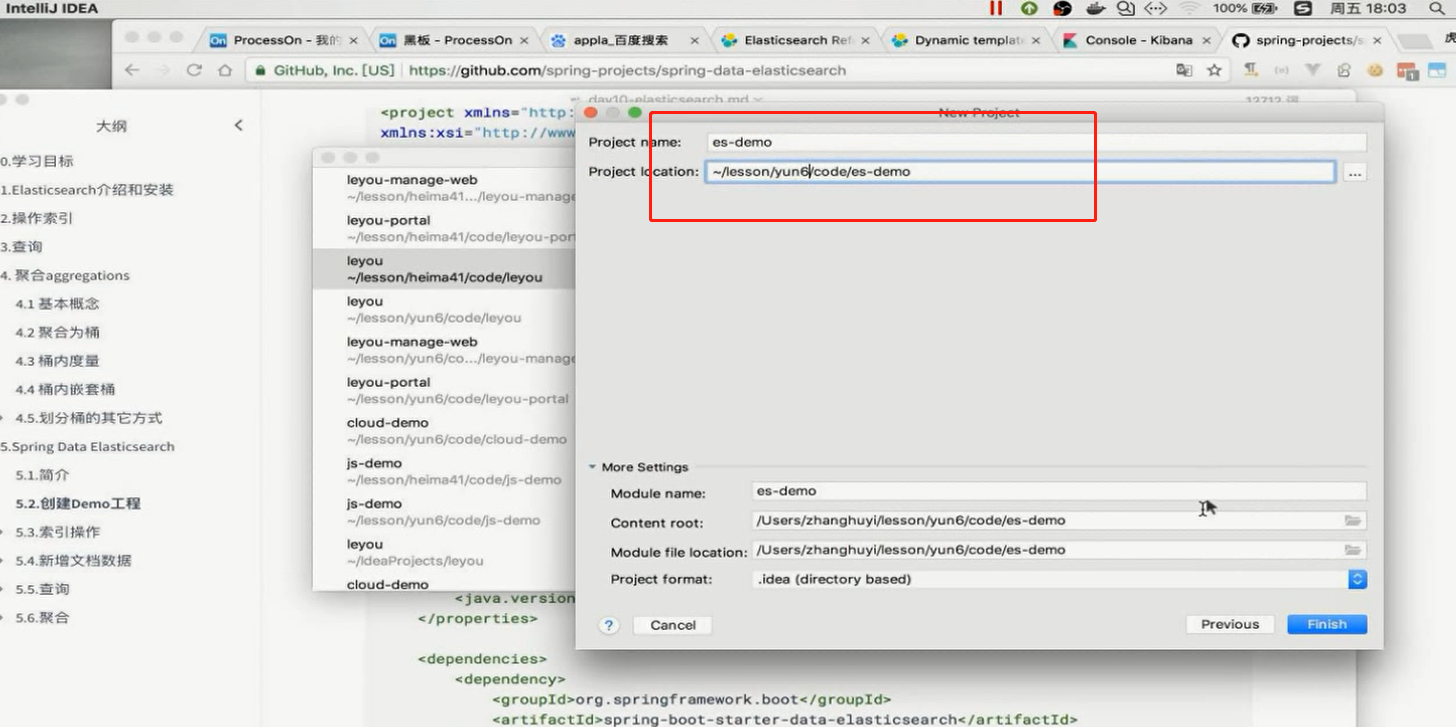 IntelliJ IDEA
100%
周五 18:03
ProcessOn - 我的
黑板 - ProcessOn
appla_百度搜索
Elasticsearch Ref
Dynamic templat
Console - Kibana
spring-projects/s
GitHub, Inc. [US]
https://github.com/spring-projects/spring-data-elasticsearch
day10-elasticsearch.md
12712 词
大纲
0.学习目标
1.Elasticsearch介绍和安装
2.操作索引
3.查询
4. 聚合aggregations
4.1 基本概念
4.2 聚合为桶
4.3 桶内度量
4.4 桶内嵌套桶
4.5.划分桶的其它方式
5.Spring Data Elasticsearch
5.1.简介
5.2.创建Demo工程
5.3.索引操作
5.4.新增文档数据
5.5.查询
5.6.聚合
<project xmlns="http:
xmlns:xsi="http://www
leyou-manage-web
~/lesson/heima41.../leyou-manage
leyou-portal
~/lesson/heima41/code/leyou-port
leyou
~/lesson/heima41/code/leyou
leyou
~/lesson/yun6/code/leyou
leyou-manage-web
~/lesson/yun6/co.../leyou-manage
leyou-portal
~/lesson/yun6/code/leyou-portal
cloud-demo
~/lesson/yun6/code/cloud-demo
js-demo
~/lesson/heima41/code/js-demo
js-demo
~/lesson/yun6/code/js-demo
leyou
~/IdeaProjects/leyou
cloud-demo
New Project
Project name: es-demo
Project location: ~/lesson/yun6/code/es-demo
...
More Settings
Module name: es-demo
Content root: /Users/zhanghuyi/lesson/yun6/code/es-demo
Module file location: /Users/zhanghuyi/lesson/yun6/code/es-demo
Project format: .idea (directory based)
? Cancel Previous Finish
<java.version
</properties>
<dependencies>
<dependency>
<groupId>org.springframework.boot</groupId>
<artifactId>spring-boot-starter-data-elasticsearch</artifactId>